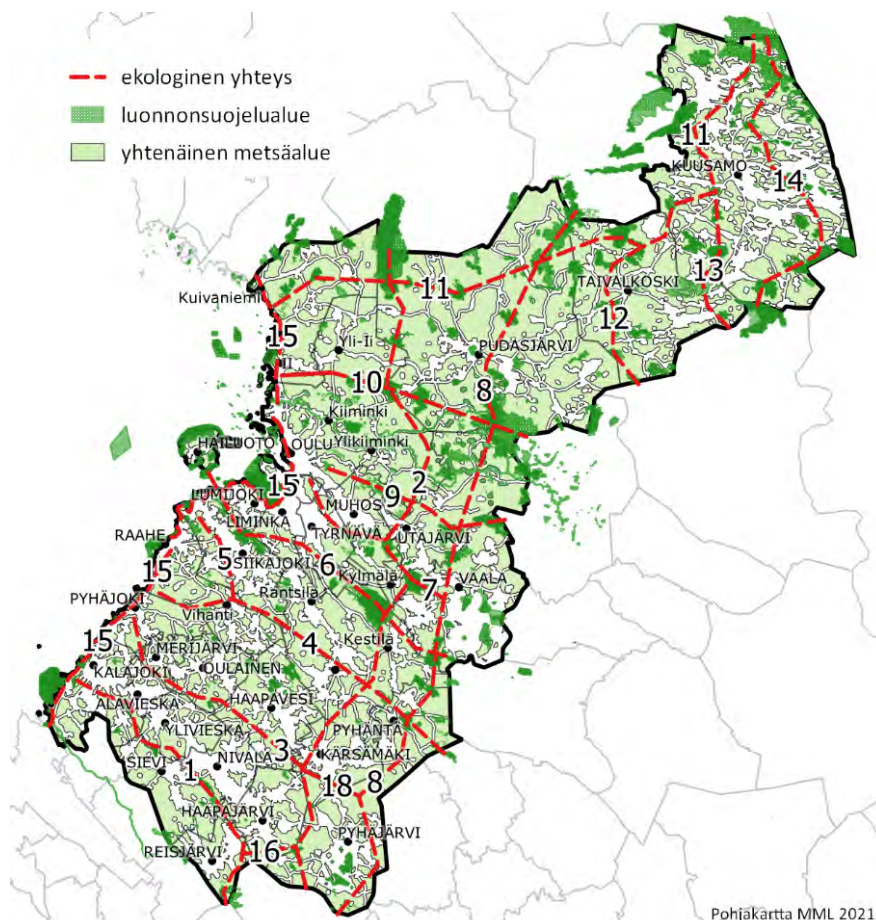 ekologinen yhteys
luonnonsuojelualue
yhtenäinen metsäalue
11
KUUSAMO
14
Kuivaniemi
11
TAIVALKOSKI
13
12
15
Yli-Ii
PUDASJÄRVI
II
10
8
Kiiminki
HAILUOTO
OULU
Ylikiiminki
LUMIJOKI
15
9
2
MUHOS
LIMINKA
TYRNÄVÄ
UTAJÄRVI
RAAHE
5
SIIKAJOKI
6
15
Kylmälä
7
VAALA
PYHÄJOKI
Vihanti
Rantsila
15
4
Kestilä
MERIJÄRVI
KALAJOKI
OULAINEN
ALAVIESKA
HAAPAVESI
YLIVIESKA
PYHÄNTÄ
3
KÄRSÄMÄKI
SIEVI
1
NIVALA
18
8
HAAPAJÄRVI
PYHÄJÄRVI
REISJÄRVI
16
Pohjakartta MML 2021